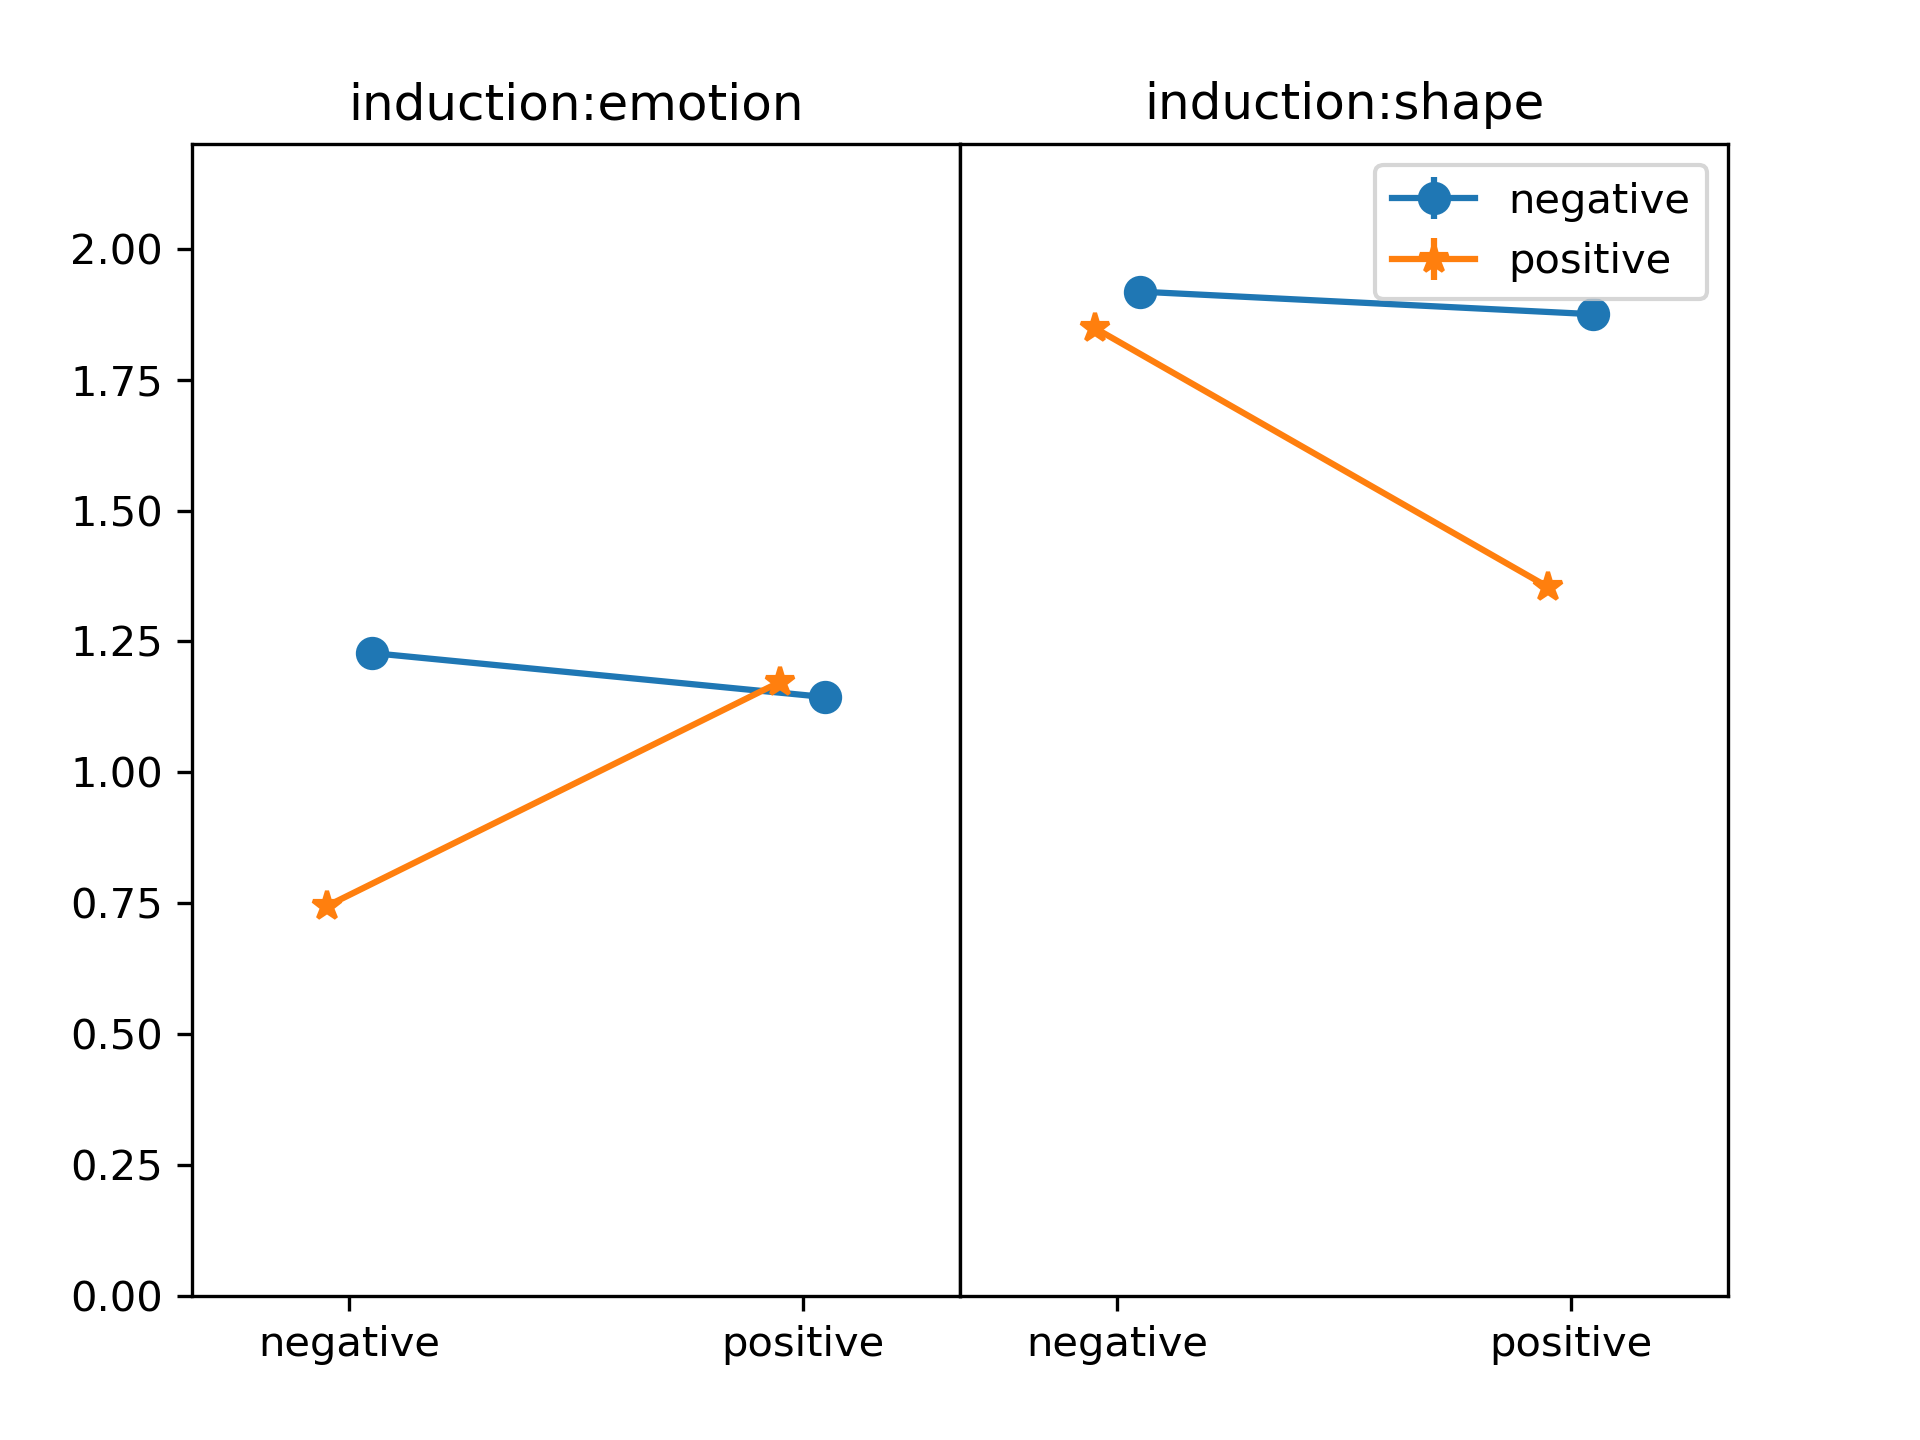 induction:emotion
induction:shape
negative
positive
2.00
1.75
1.50
1.25
1.00
0.75
0.50
0.25
0.00
negative
positive
negative
positive